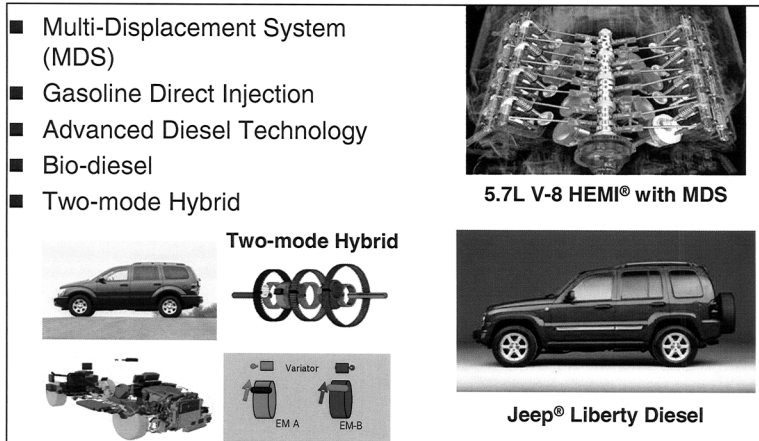 Multi-Displacement System
(MDS)
Gasoline Direct Injection
Advanced Diesel Technology
Bio-diesel
Two-mode Hybrid
5.7L V-8 HEMI® with MDS
Two-mode Hybrid
Variator
EM A
EM-B
Jeep® Liberty Diesel